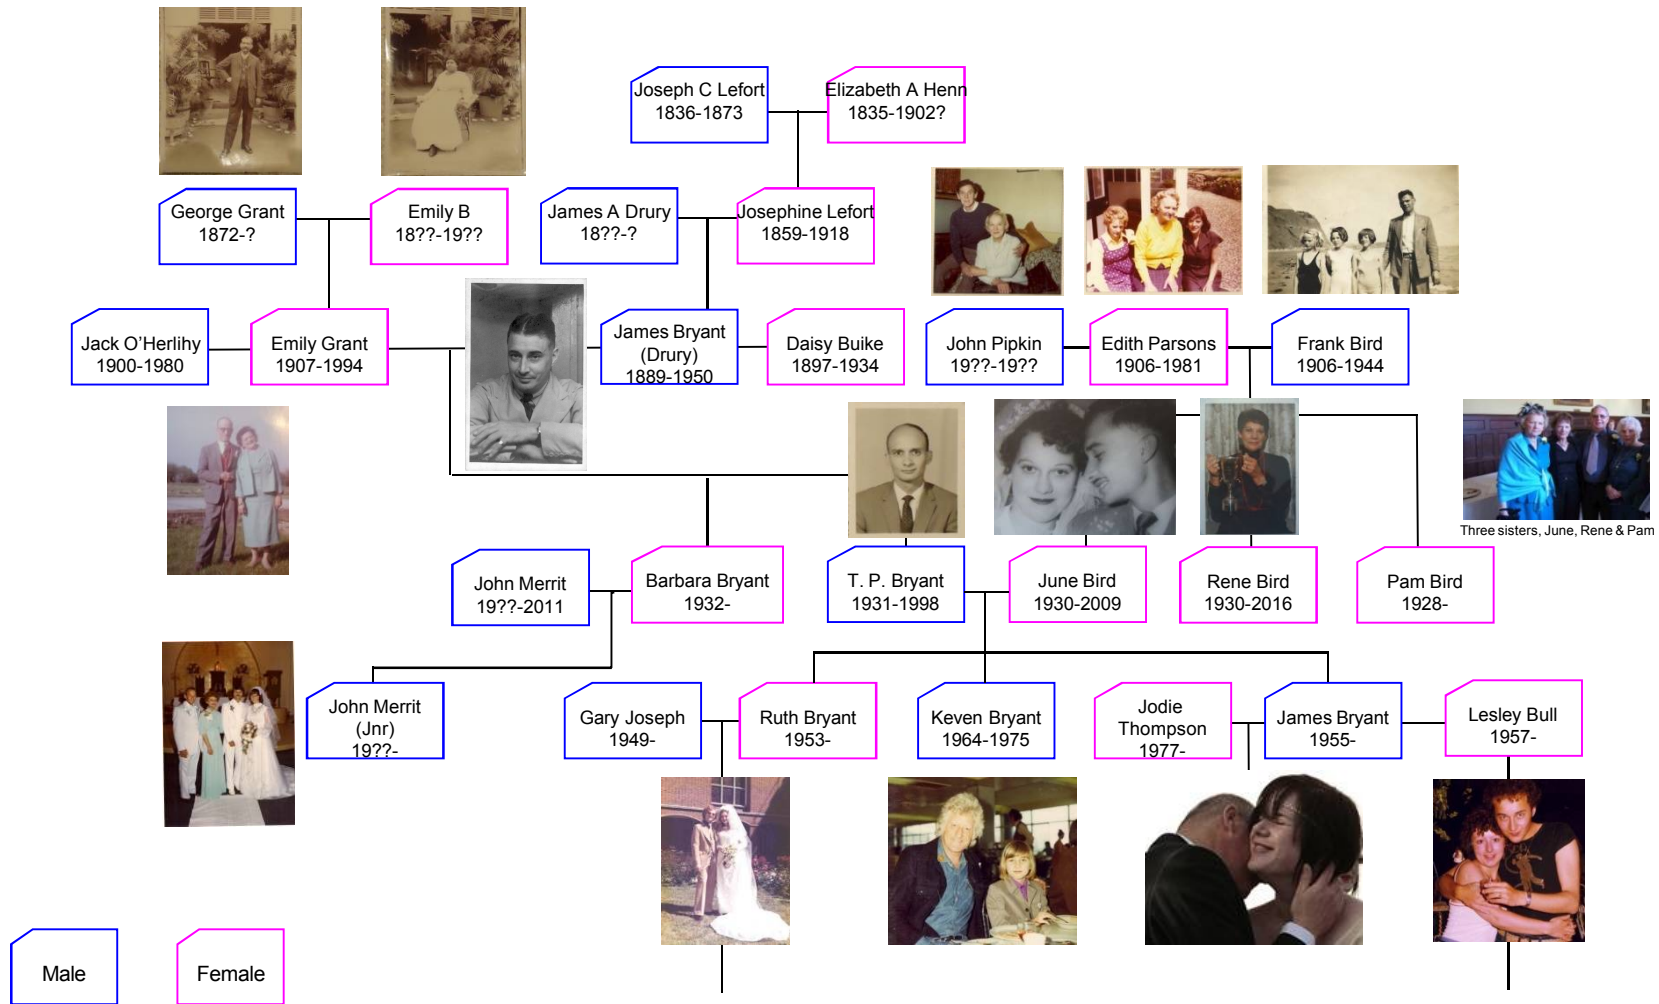 Joseph C Lefort
1836-1873
Elizabeth A Henn
1835-1902?
George Grant
1872-?
Emily B
18??-19??
James A Drury
18??-?
Josephine Lefort
1859-1918
Jack O'Herlihy
1900-1980
Emily Grant
1907-1994
James Bryant
(Drury)
1889-1950
Daisy Buike
1897-1934
John Pipkin
19??-19??
Edith Parsons
1906-1981
Frank Bird
1906-1944
Three sisters, June, Rene & Pam
John Merrit
19??-2011
Barbara Bryant
1932-
T. P. Bryant
1931-1998
June Bird
1930-2009
Rene Bird
1930-2016
Pam Bird
1928-
John Merrit
(Jnr)
19??-
Gary Joseph
1949-
Ruth Bryant
1953-
Keven Bryant
1964-1975
Jodie
Thompson
1977-
James Bryant
1955-
Lesley Bull
1957-
Male
Female